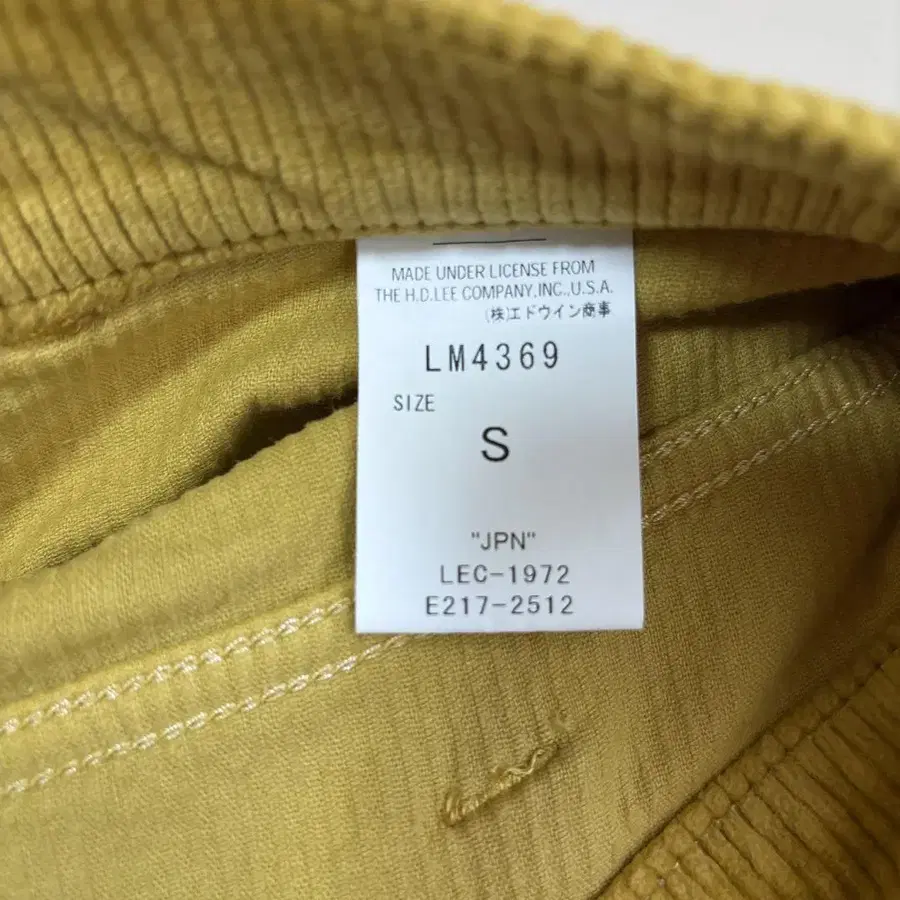 MADE UNDER LICENSE FROM
THE H.D.LEE COMPANY,INC.,U.S.A.
(株)エドウイン商事
LM4369
SIZE
S
"JPN"
LEC-1972
E217-2512